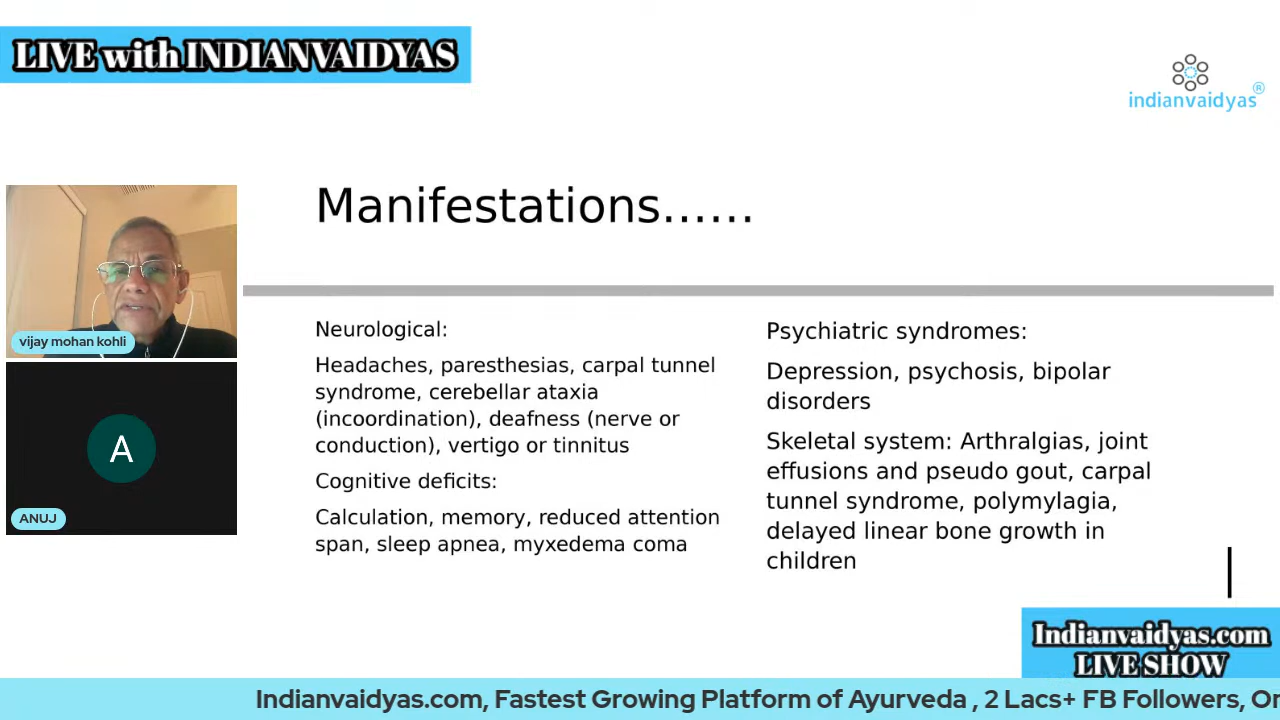 LIVE with INDIANVAIDYAS
indianvaidyas®
Manifestations......
vijay mohan kohli
A
ANUJ
Neurological:
Headaches, paresthesias, carpal tunnel
syndrome, cerebellar ataxia
(incoordination), deafness (nerve or
conduction), vertigo or tinnitus
Cognitive deficits:
Calculation, memory, reduced attention
span, sleep apnea, myxedema coma
Psychiatric syndromes:
Depression, psychosis, bipolar
disorders
Skeletal system: Arthralgias, joint
effusions and pseudo gout, carpal
tunnel syndrome, polymylagia,
delayed linear bone growth in
children
Indianvaidyas.com
LIVE SHOW
Indianvaidyas.com, Fastest Growing Platform of Ayurveda , 2 Lacs+ FB Followers,